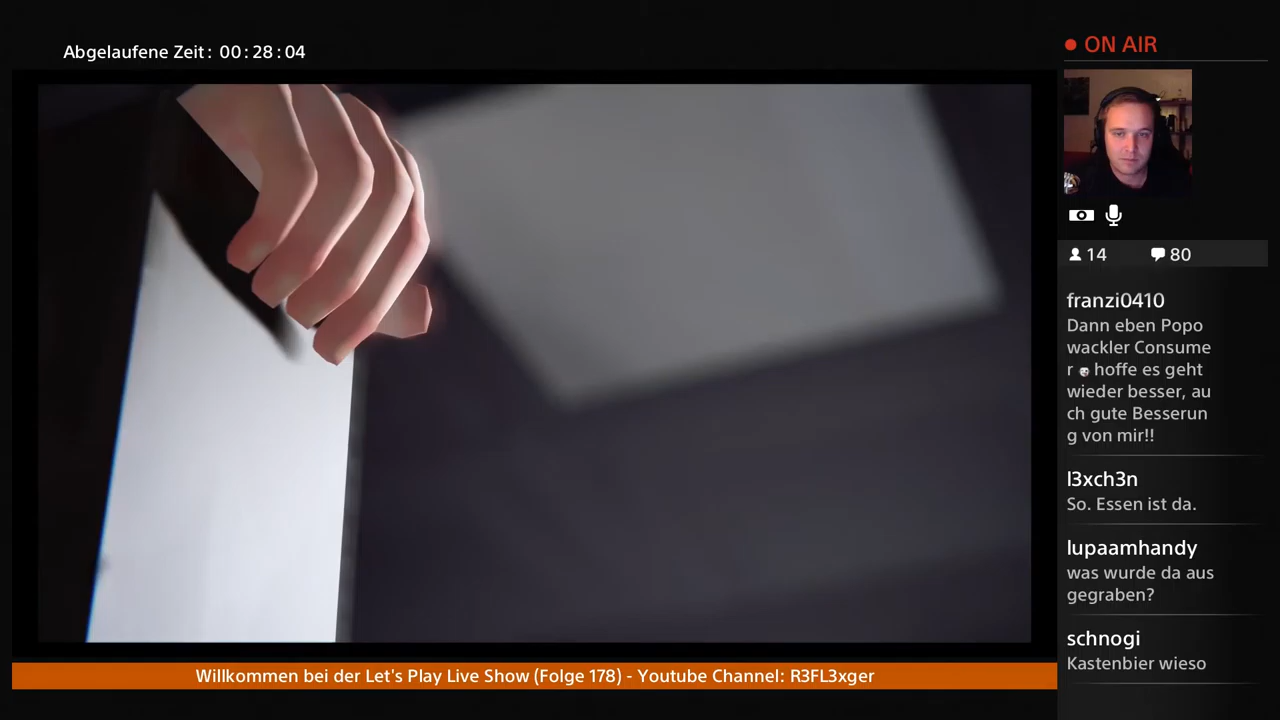 Abgelaufene Zeit: 00:28:04
ON AIR
14 80
franzi0410
Dann eben Popo
wackler Consume
r hoffe es geht
wieder besser, au
ch gute Besserun
g von mir!!
l3xch3n
So. Essen ist da.
lupaamhandy
was wurde da aus
gegraben?
schnogi
Kastenbier wieso
Willkommen bei der Let's Play Live Show (Folge 178) - Youtube Channel: R3FL3xger